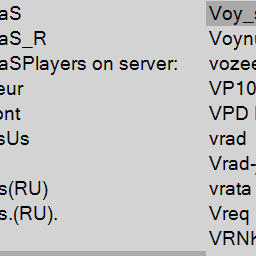 aS
aS_R
aSPlayers on server:
eur
ont
sUs
s(RU)
s.(RU).
Voy_s
Voynu
vozee
VP10
VPD
vrad
Vrad-
vrata
Vreq
VRNK